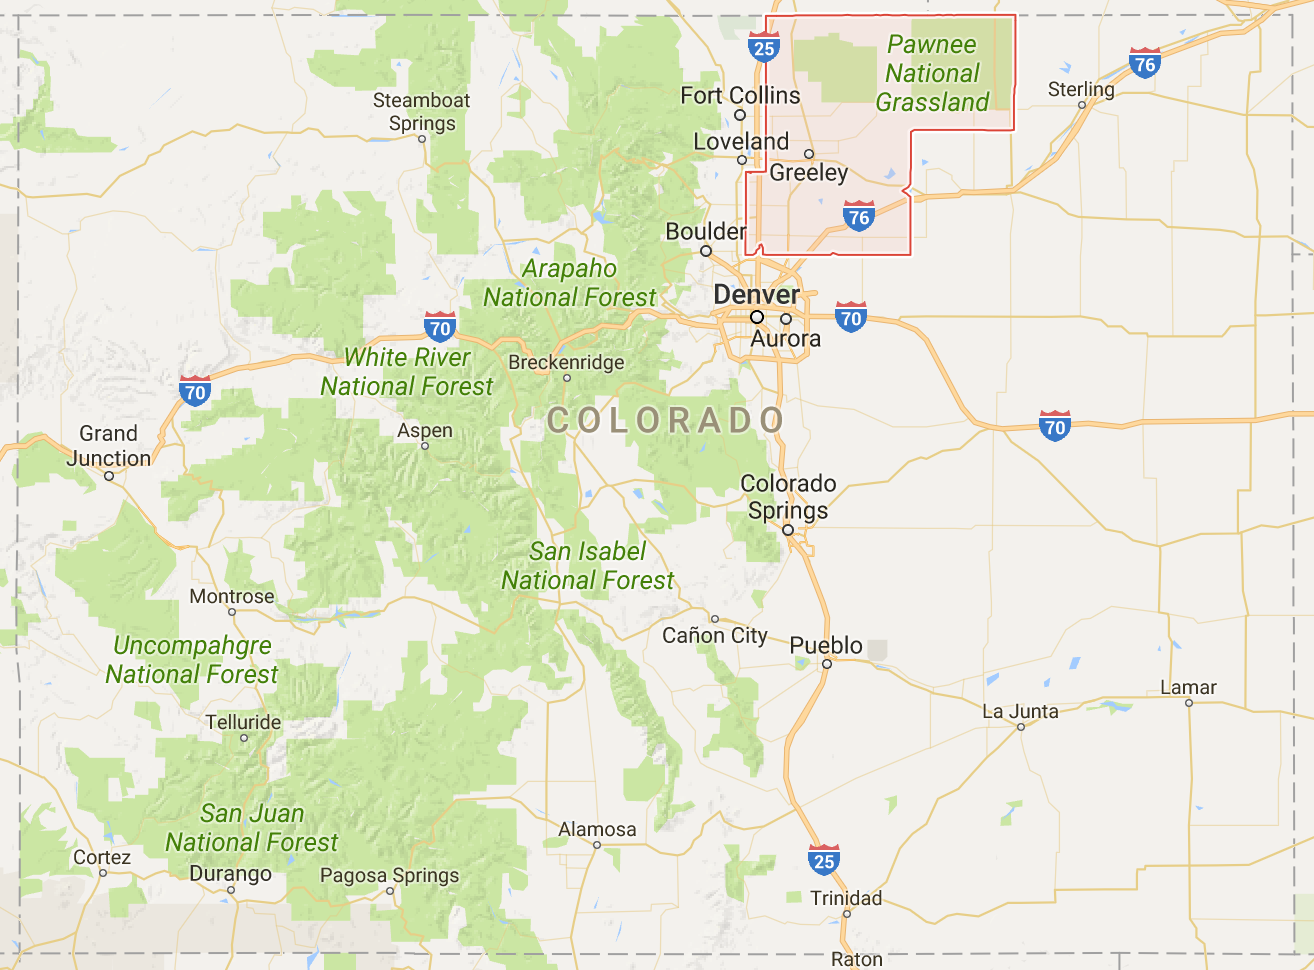 25
Pawnee
National
Grassland
76
Sterling
Steamboat
Springs
Fort Collins
Loveland
Greeley
76
Boulder
Arapaho
National Forest
Denver
70
Aurora
70
White River
National Forest
Breckenridge
70
COLORADO
70
Grand
Junction
Aspen
Colorado
Springs
San Isabel
National Forest
Montrose
Cañon City
Pueblo
Uncompahgre
National Forest
Lamar
La Junta
Telluride
San Juan
National Forest
Alamosa
25
Cortez
Durango
Pagosa Springs
Trinidad
Raton